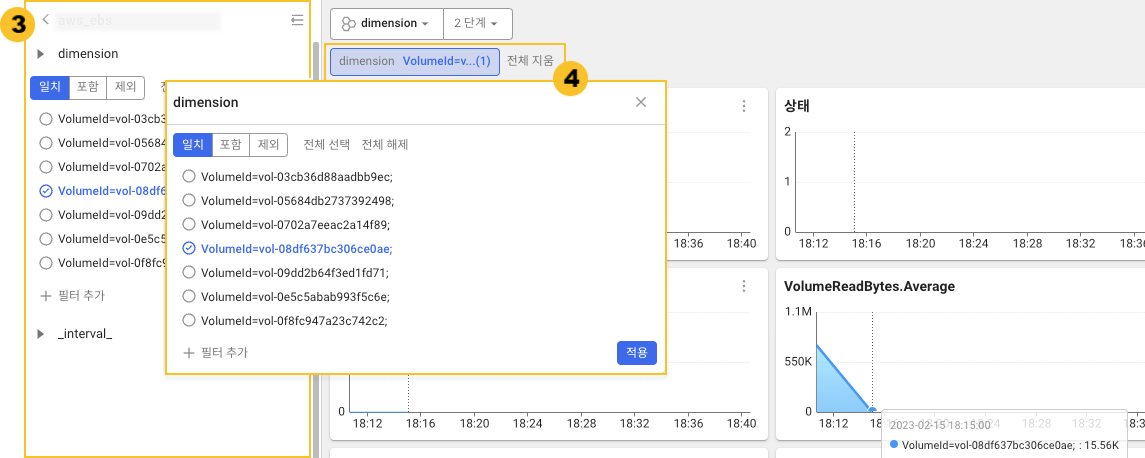 3
aws_ebs
dimension
일치 포함 제외
VolumeId=vol-03cb3
VolumeId=vol-05684
VolumeId=vol-0702a
VolumeId=vol-08df6
VolumeId=vol-09dd2
VolumeId=vol-0e5c5
VolumeId=vol-0f8fc
필터 추가
_interval_
dimension
2 단계
dimension VolumeId=v...(1)
전체 지움
4
dimension
일치 포함 제외 전체 선택 전체 해제
VolumeId=vol-03cb36d88aadbb9ec;
VolumeId=vol-05684db2737392498;
VolumeId=vol-0702a7eeac2a14f89;
VolumeId=vol-08df637bc306ce0ae;
VolumeId=vol-09dd2b64f3ed1fd71;
VolumeId=vol-0e5c5abab993f5c6e;
VolumeId=vol-0f8fc947a23c742c2;
필터 추가
적용
18:36 18:40
0
18:12 18:16 18:20 18:24 18:28 18:32 18:36 18:40
상태
2
1
0
18:12 18:16 18:20 18:24 18:28 18:32 18:36
VolumeReadBytes.Average
1.1M
550K
0
18:12
2023-02-15 18:15:00
VolumeId=vol-08df637bc306ce0ae; : 15.56K